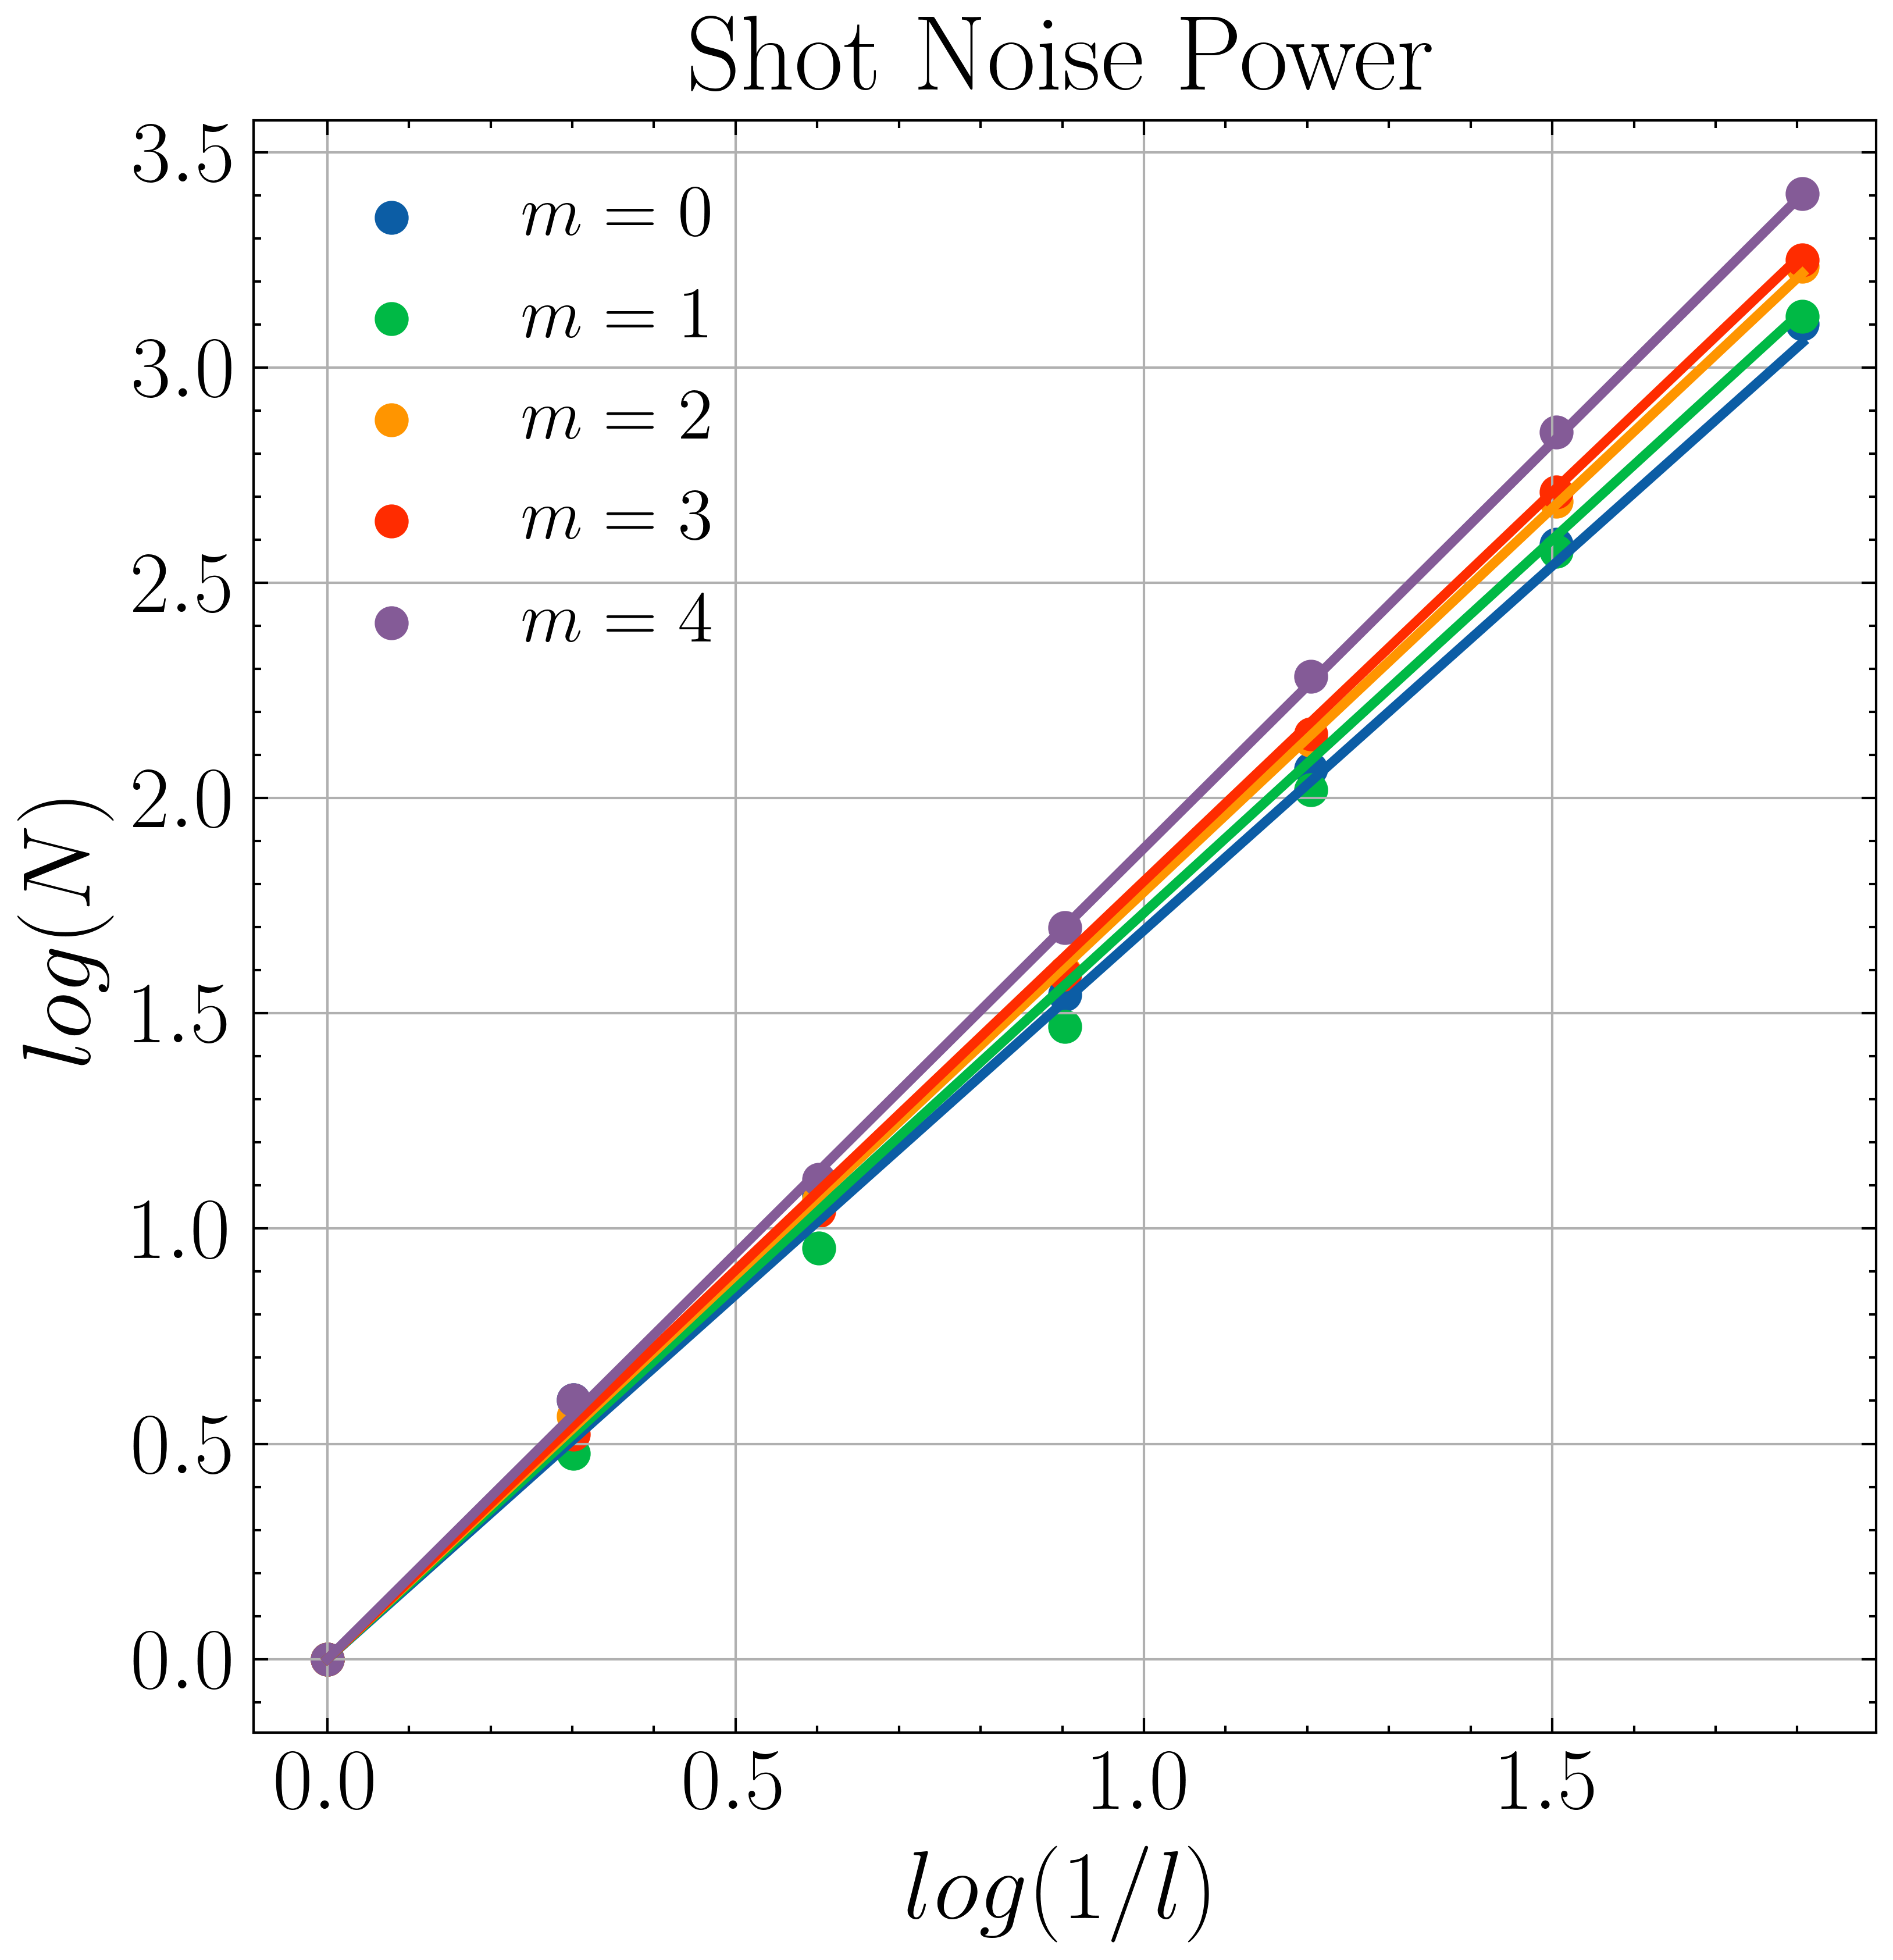 Shot Noise Power
m = 0
m = 1
m = 2
m = 3
m = 4
3.5
3.0
2.5
2.0
1.5
1.0
0.5
0.0
log(N)
0.0 0.5 1.0 1.5
log(1/l)